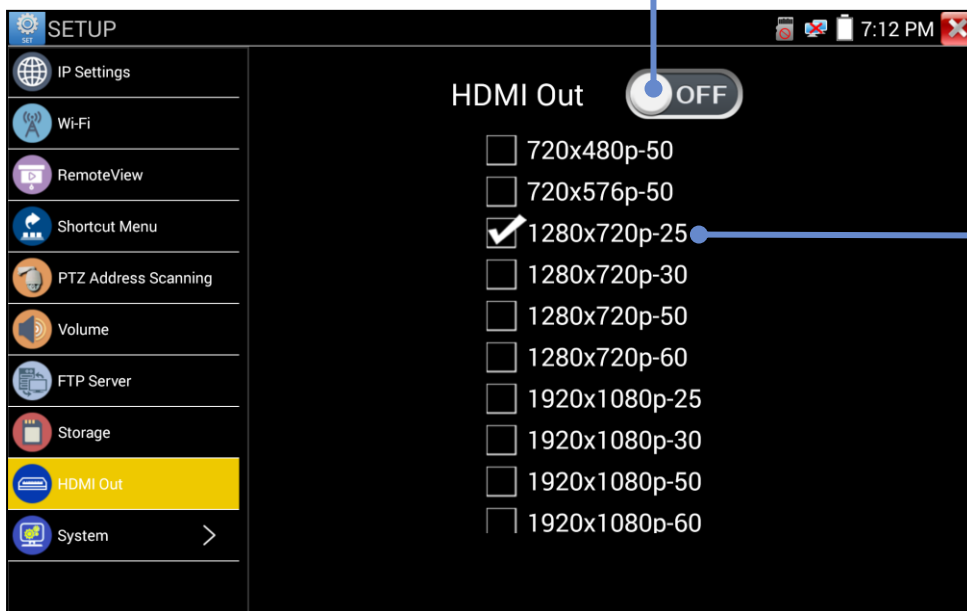 SETUP
SET
7:12 PM
IP Settings
Wi-Fi
RemoteView
Shortcut Menu
PTZ Address Scanning
Volume
FTP Server
Storage
HDMI Out
System
HDMI Out
OFF
720x480p-50
720x576p-50
1280x720p-25
1280x720p-30
1280x720p-50
1280x720p-60
1920x1080p-25
1920x1080p-30
1920x1080p-50
1920x1080p-60